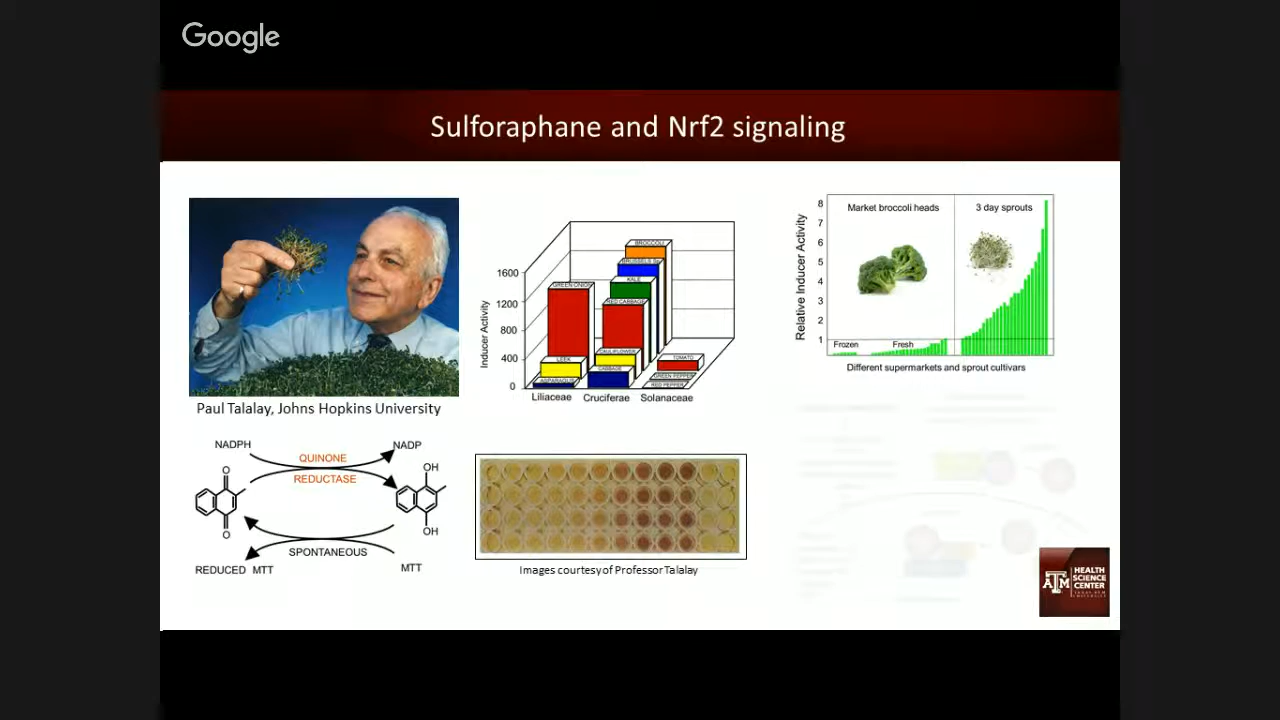 Google
Sulforaphane and Nrf2 signaling
Paul Talalay, Johns Hopkins University
Inducer Activity
1600
1200
800
400
0
GREEN ONION
LEEK
ASPARAGUS
BROCCOLI
KALE
RED CABBAGE
CAULIFLOWER
TOMATO
GREEN PEPPER
RED PEPPER
Liliaceae Cruciferae Solanaceae
Relative Inducer Activity
8
7
6
5
4
3
2
1
Market broccoli heads
3 day sprouts
Frozen
Fresh
Different supermarkets and sprout cultivars
NADPH
NADP
QUINONE
REDUCTASE
O
O
OH
OH
SPONTANEOUS
REDUCED MTT
MTT
Images courtesy of Professor Talalay
ATM
HEALTH
SCIENCE
CENTER
TEXAS A&M
UNIVERSITY